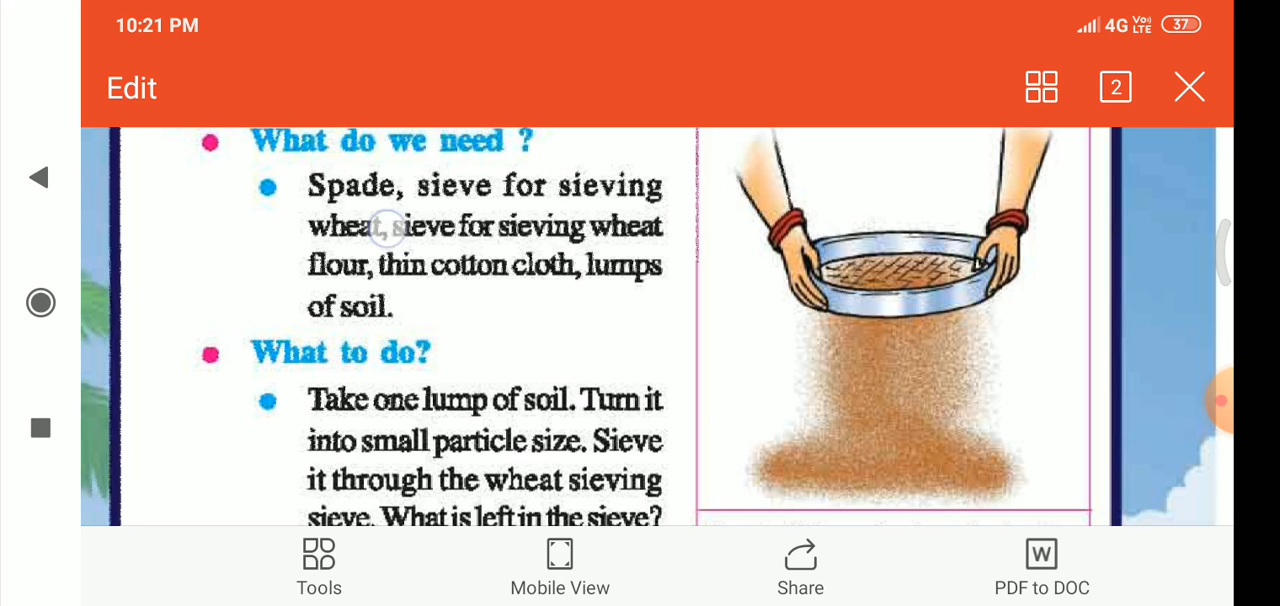 10:21 PM
4G Vo) LTE 37
Edit
2
What do we need ?
Spade, sieve for sieving
wheat, sieve for sieving wheat
flour, thin cotton cloth, lumps
of soil.
What to do?
Take one lump of soil. Turn it
into small particle size. Sieve
it through the wheat sieving
sieve. What is left in the sieve?
Tools
Mobile View
Share
W
PDF to DOC